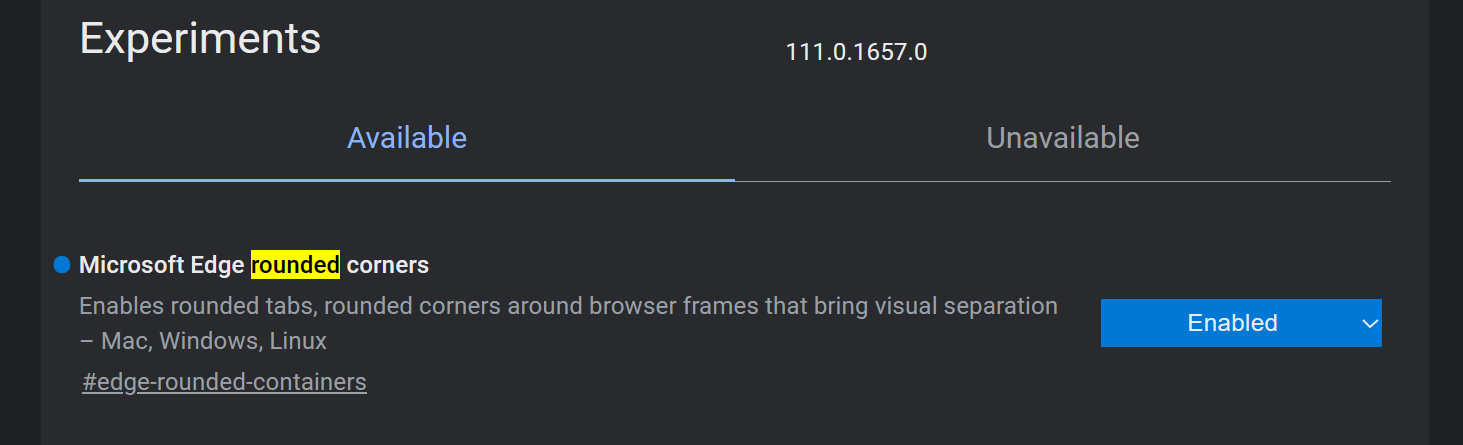 Experiments
111.0.1657.0
Available
Unavailable
Microsoft Edge rounded corners
Enables rounded tabs, rounded corners around browser frames that bring visual separation
– Mac, Windows, Linux
#edge-rounded-containers
Enabled